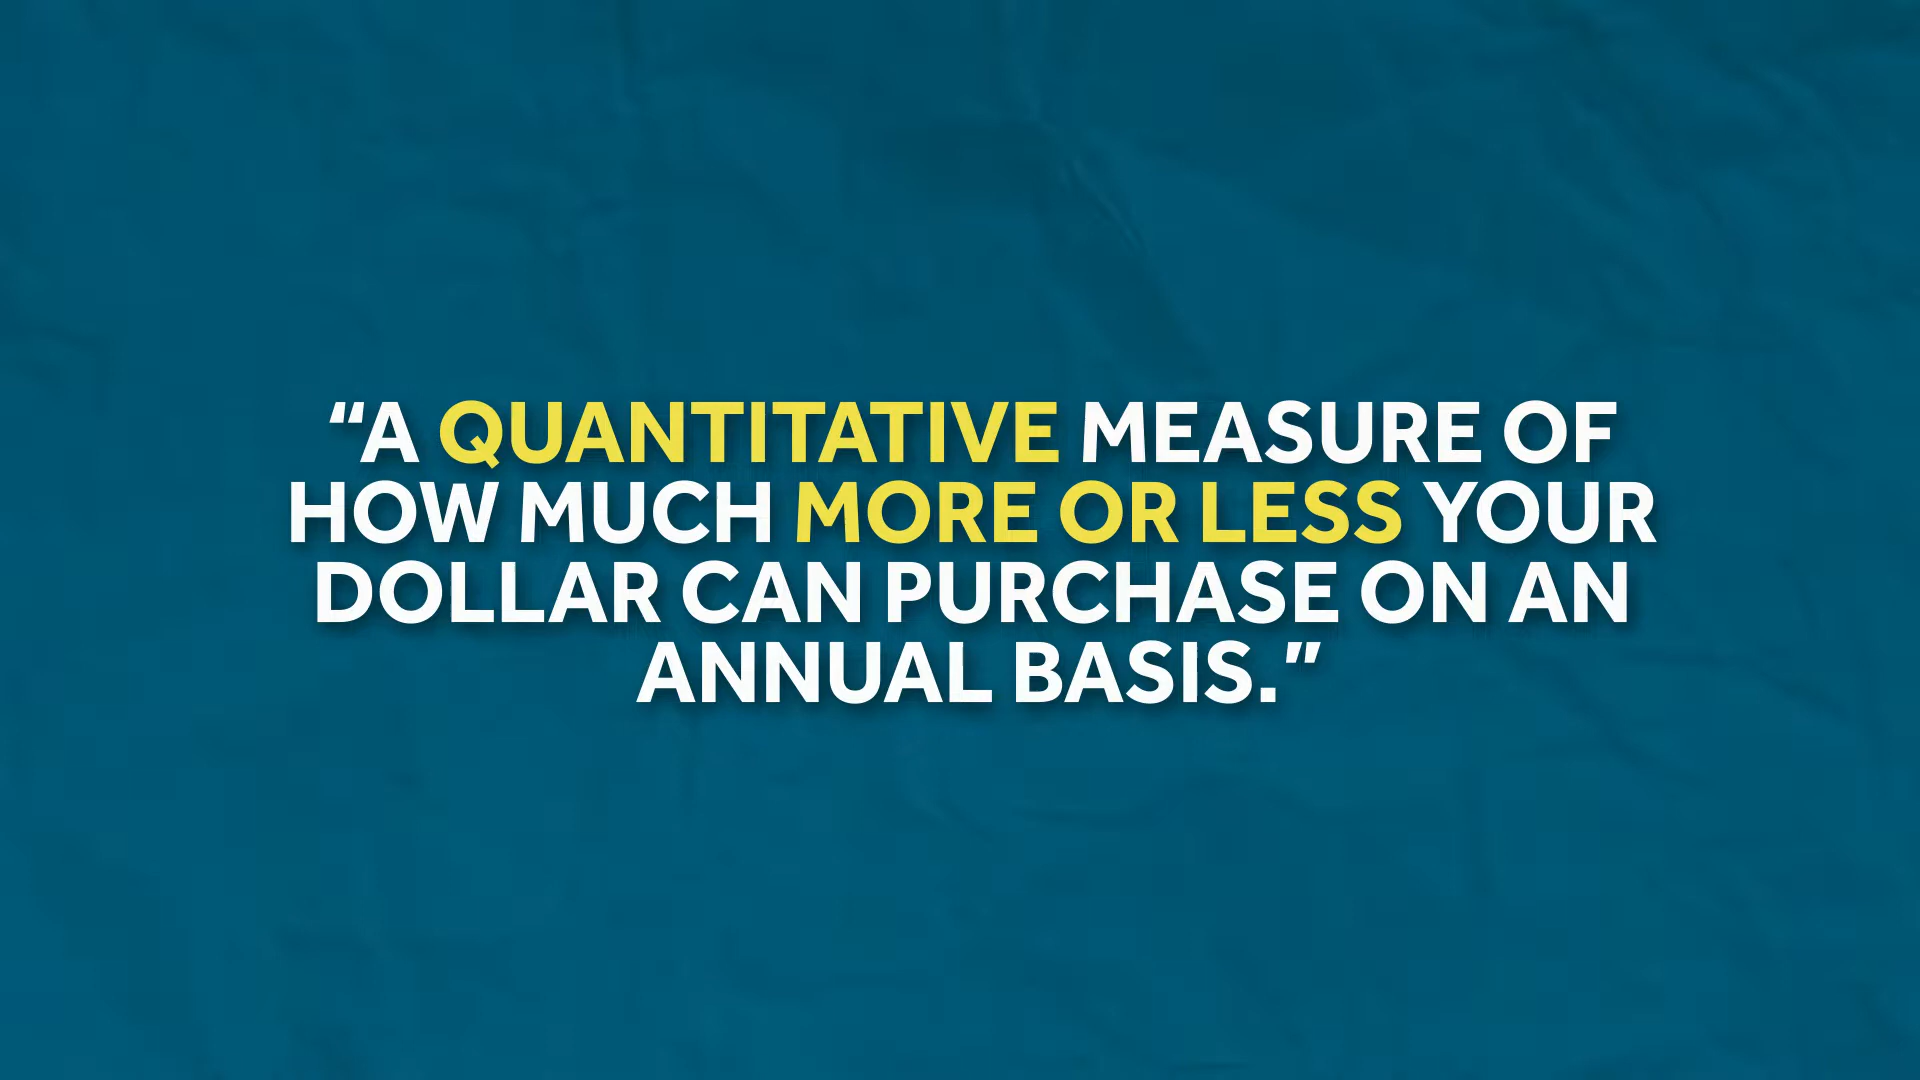 “A QUANTITATIVE MEASURE OF
HOW MUCH MORE OR LESS YOUR
DOLLAR CAN PURCHASE ON AN
ANNUAL BASIS.”